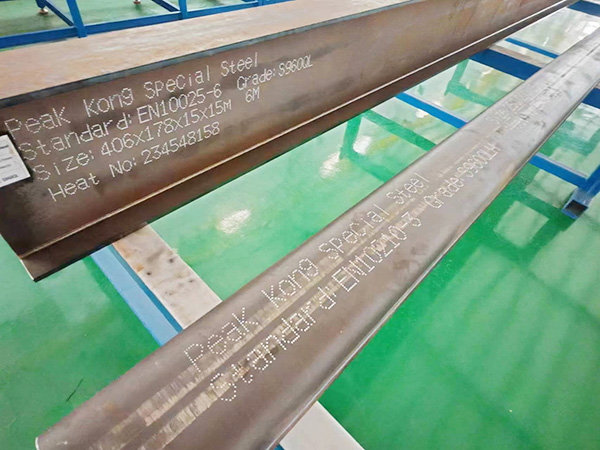 Peak Kong SPeCial Steel
Standard: EN10025-6 Grade: S960QL
Size: 406X178X15X15M 6M
Heat No: 234548158
Peak Kong SPeCial Steel
Standard: EN10210-3 Grade: S960QLH